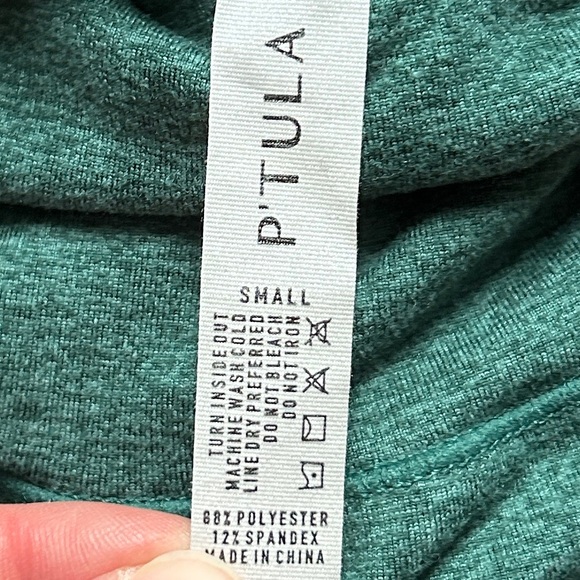 P'TULA
SMALL
TURN INSIDE OUT
MACHINE WASH COLD
LINE DRY PREFERRED
DO NOT BLEACH
DO NOT IRON
88% POLYESTER
12% SPANDEX
MADE IN CHINA